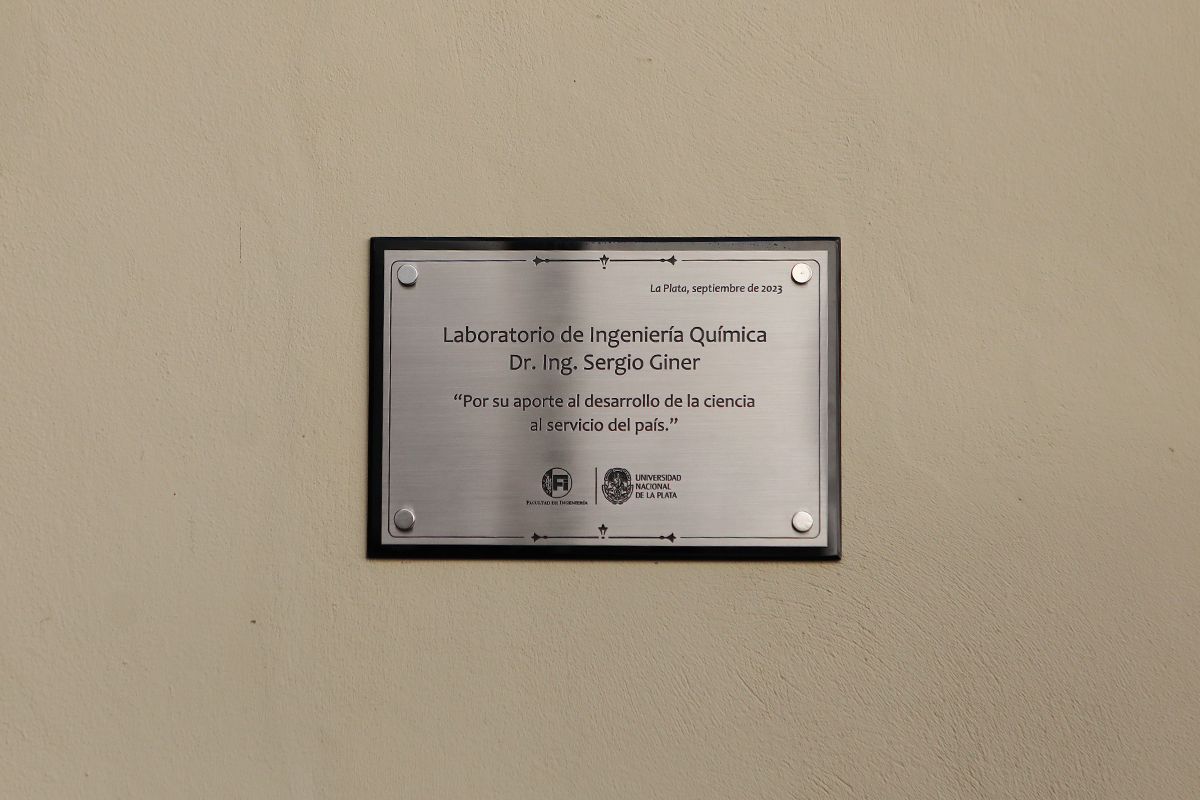 La Plata, septiembre de 2023
Laboratorio de Ingeniería Química
Dr. Ing. Sergio Giner
“Por su aporte al desarrollo de la ciencia
al servicio del país.”
Fi
FACULTAD DE INGENIERÍA
UNIVERSIDAD
NACIONAL
DE LA PLATA